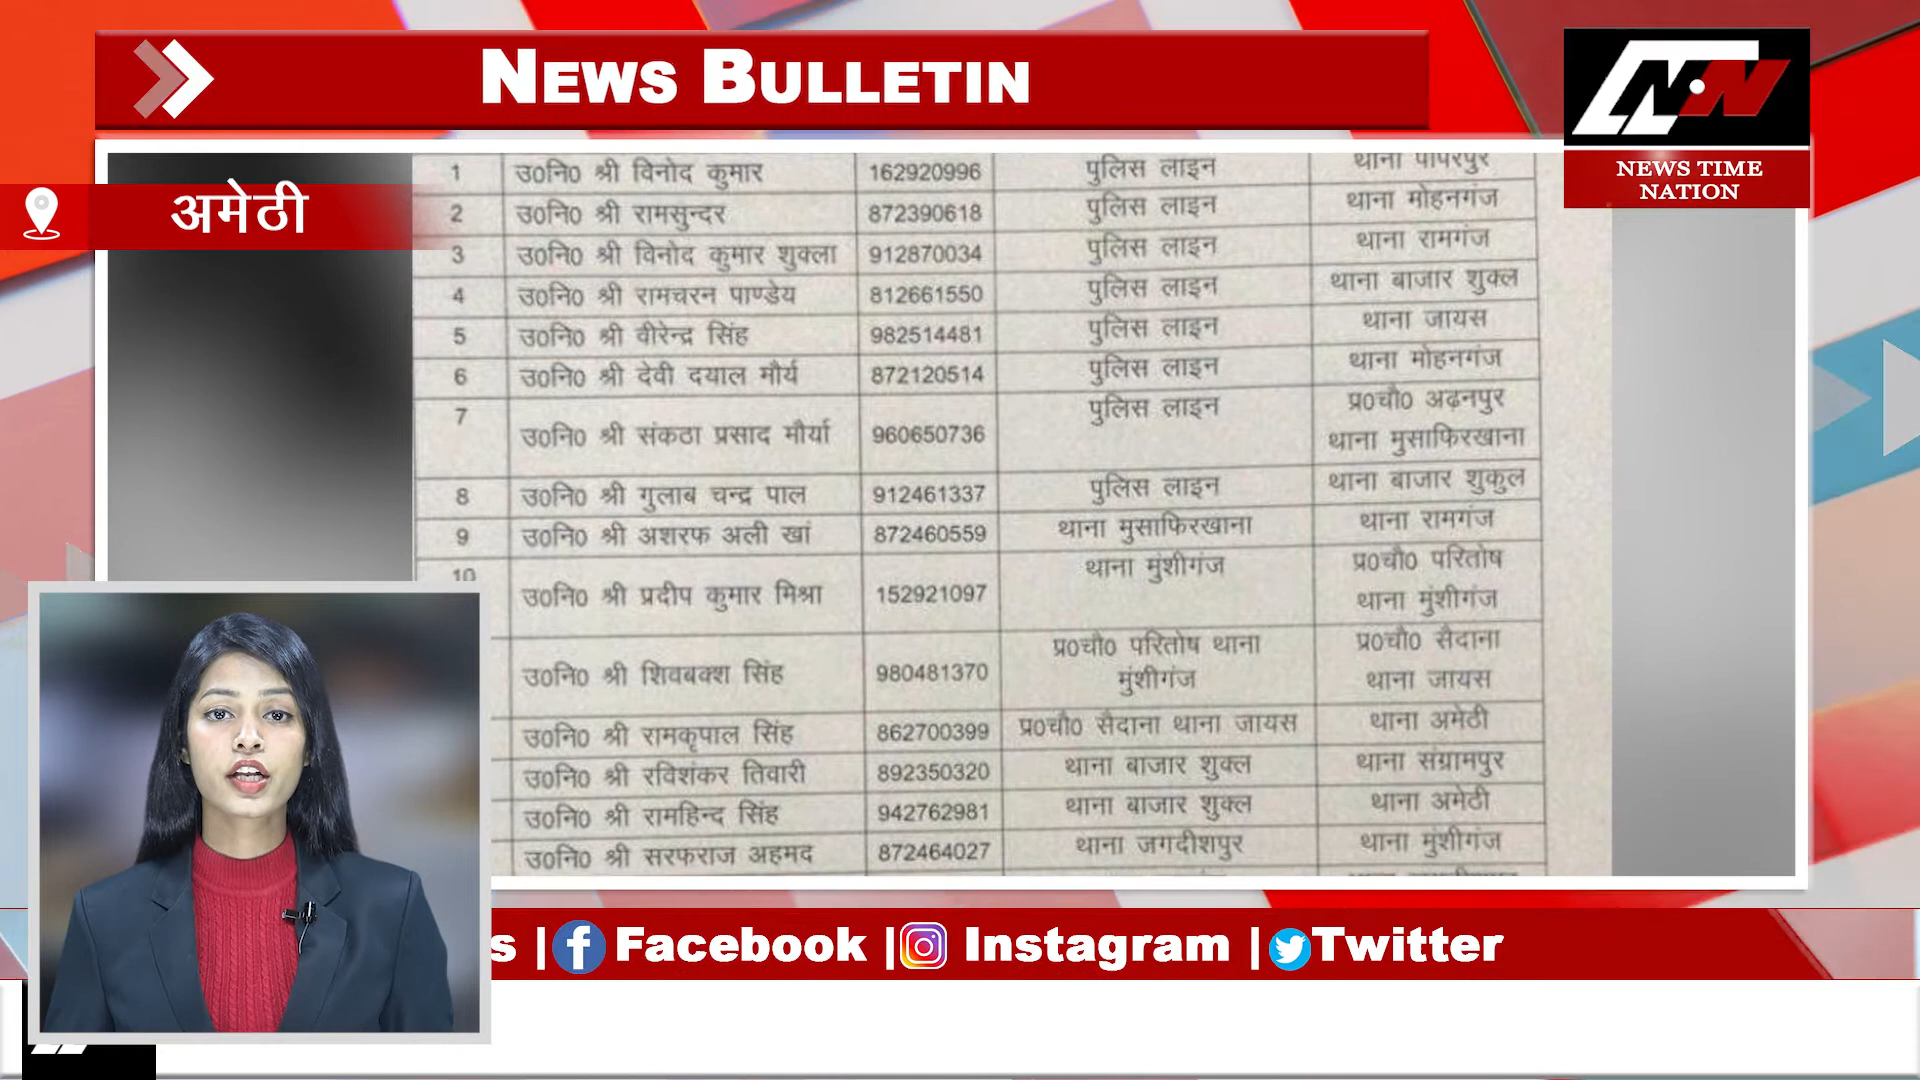 NEWS BULLETIN
NEWS TIME
NATION
अमेठी
1 उ0नि0 श्री विनोद कुमार 162920996 पुलिस लाइन थाना पीपरपुर
2 उ0नि0 श्री रामसुन्दर 872390618 पुलिस लाइन थाना मोहनगंज
3 उ0नि0 श्री विनोद कुमार शुक्ला 912870034 पुलिस लाइन थाना रामगंज
4 उ0नि0 श्री रामचरन पाण्डेय 812661550 पुलिस लाइन थाना बाजार शुक्ल
5 उ0नि0 श्री वीरेन्द्र सिंह 982514481 पुलिस लाइन थाना जायस
6 उ0नि0 श्री देवी दयाल मौर्य 872120514 पुलिस लाइन थाना मोहनगंज
7 उ0नि0 श्री संकठा प्रसाद मौर्या 960650736 पुलिस लाइन प्र0चौ0 अढ़नपुर
थाना मुसाफिरखाना
8 उ0नि0 श्री गुलाब चन्द्र पाल 912461337 पुलिस लाइन थाना बाजार शुकुल
9 उ0नि0 श्री अशरफ अली खां 872460559 थाना मुसाफिरखाना थाना रामगंज
10 उ0नि0 श्री प्रदीप कुमार मिश्रा 152921097 थाना मुंशीगंज प्र0चौ0 परितोष
थाना मुंशीगंज
उ0नि0 श्री शिवबक्श सिंह 980481370 प्र0चौ0 परितोष थाना प्र0चौ0 सैदाना
मुंशीगंज थाना जायस
उ0नि0 श्री रामकृपाल सिंह 862700399 प्र0चौ0 सैदाना थाना जायस थाना अमेठी
उ0नि0 श्री रविशंकर तिवारी 892350320 थाना बाजार शुक्ल थाना संग्रामपुर
उ0नि0 श्री रामहिन्द सिंह 942762981 थाना बाजार शुक्ल थाना अमेठी
उ0नि0 श्री सरफराज अहमद 872464027 थाना जगदीशपुर थाना मुंशीगंज
s | Facebook | Instagram | Twitter